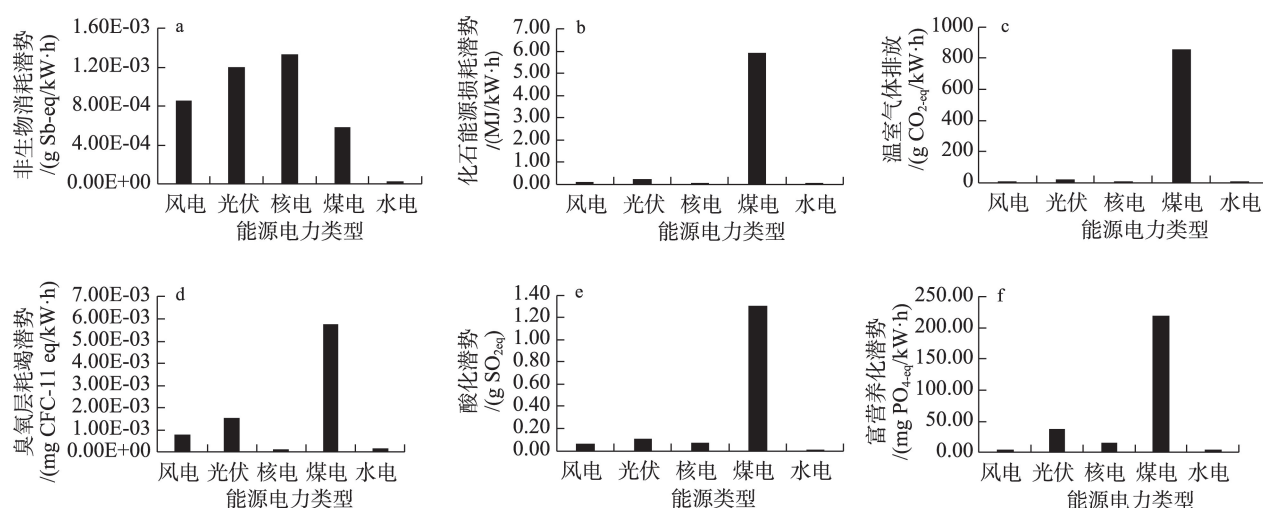 a
非生物消耗潜势
/(g Sb-eq/kW·h)
1.60E-03
1.20E-03
8.00E-04
4.00E-04
0.00E+00
风电 光伏 核电 煤电 水电
能源电力类型
b
化石能源损耗潜势
/(MJ/kW·h)
7.00
6.00
5.00
4.00
3.00
2.00
1.00
0.00
风电 光伏 核电 煤电 水电
能源电力类型
c
温室气体排放
/(g CO2-eq/kW·h)
1000
800
600
400
200
0
风电 光伏 核电 煤电 水电
能源电力类型
d
臭氧层耗竭潜势
/(mg CFC-11 eq/kW·h)
7.00E-03
6.00E-03
5.00E-03
4.00E-03
3.00E-03
2.00E-03
1.00E-03
0.00E+00
风电 光伏 核电 煤电 水电
能源电力类型
e
酸化潜势
/(g SO2eq)
1.40
1.20
1.00
0.80
0.60
0.40
0.20
0.00
风电 光伏 核电 煤电 水电
能源类型
f
富营养化潜势
/(mg PO4-eq/kW·h)
250.00
200.00
150.00
100.00
50.00
0.00
风电 光伏 核电 煤电 水电
能源电力类型